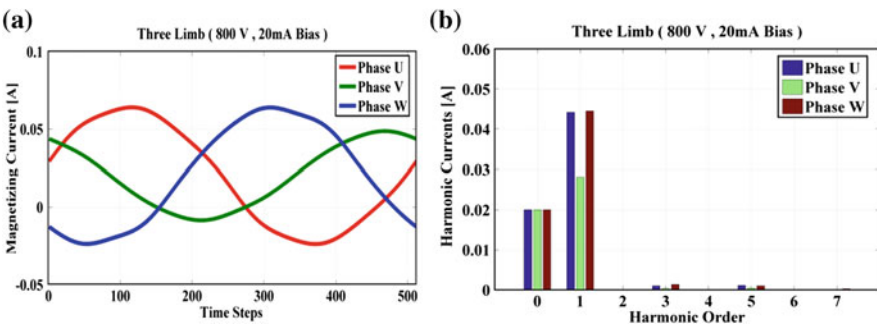 (a)
Three Limb ( 800 V , 20mA Bias )
Magnetizing Current [A]
0.1
0.05
0
-0.05
Phase U
Phase V
Phase W
0
100
200
300
400
500
Time Steps
(b)
Three Limb ( 800 V , 20mA Bias )
Harmonic Currents [A]
0.06
0.05
0.04
0.03
0.02
0.01
0
Phase U
Phase V
Phase W
0
1
2
3
4
5
6
7
Harmonic Order